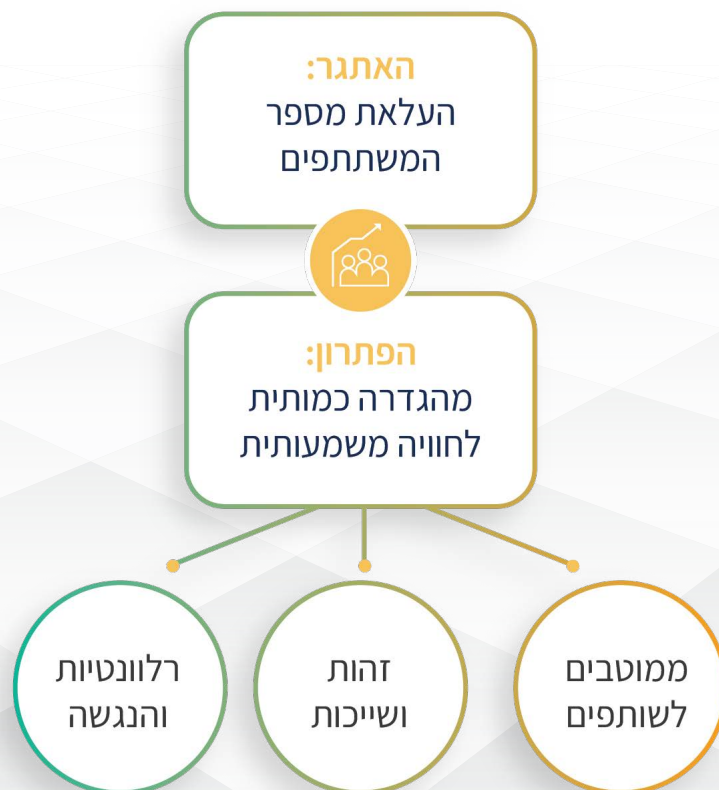 האתגר:
העלאת מספר
המשתתפים
הפתרון:
מהגדרה כמותית
לחוויה משמעותית
ממוטבים
לשותפים
זהות
ושייכות
רלוונטיות
והנגשה